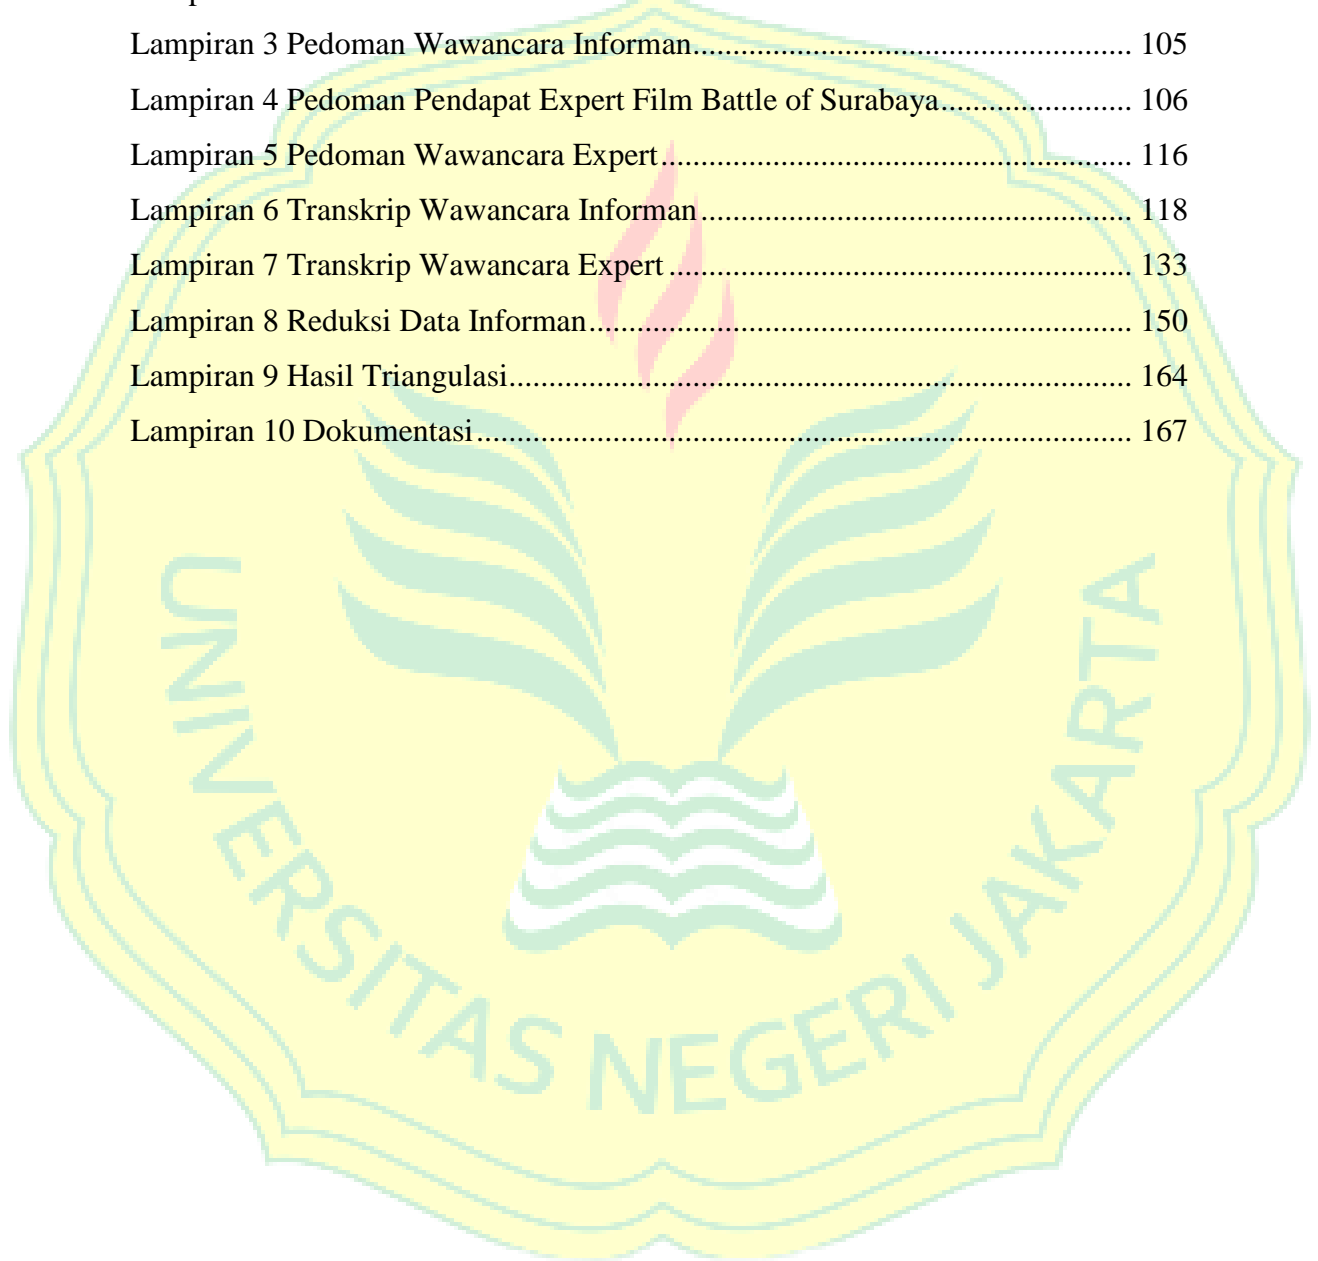 Lampiran 3 Pedoman Wawancara Informan....................................................... 105
Lampiran 4 Pedoman Pendapat Expert Film Battle of Surabaya........................ 106
Lampiran 5 Pedoman Wawancara Expert........................................................... 116
Lampiran 6 Transkrip Wawancara Informan...................................................... 118
Lampiran 7 Transkrip Wawancara Expert.......................................................... 133
Lampiran 8 Reduksi Data Informan.................................................................... 150
Lampiran 9 Hasil Triangulasi.............................................................................. 164
Lampiran 10 Dokumentasi.................................................................................. 167
UNIVERSITAS NEGERI JAKARTA